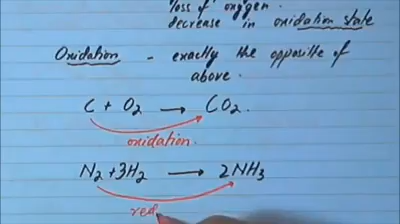 loss of oxygen.
decrease in oxidation state
Oxidation - exactly the opposite of
above.
C + O₂ → CO₂.
oxidation.
N₂ + 3H₂ → 2NH₃
red